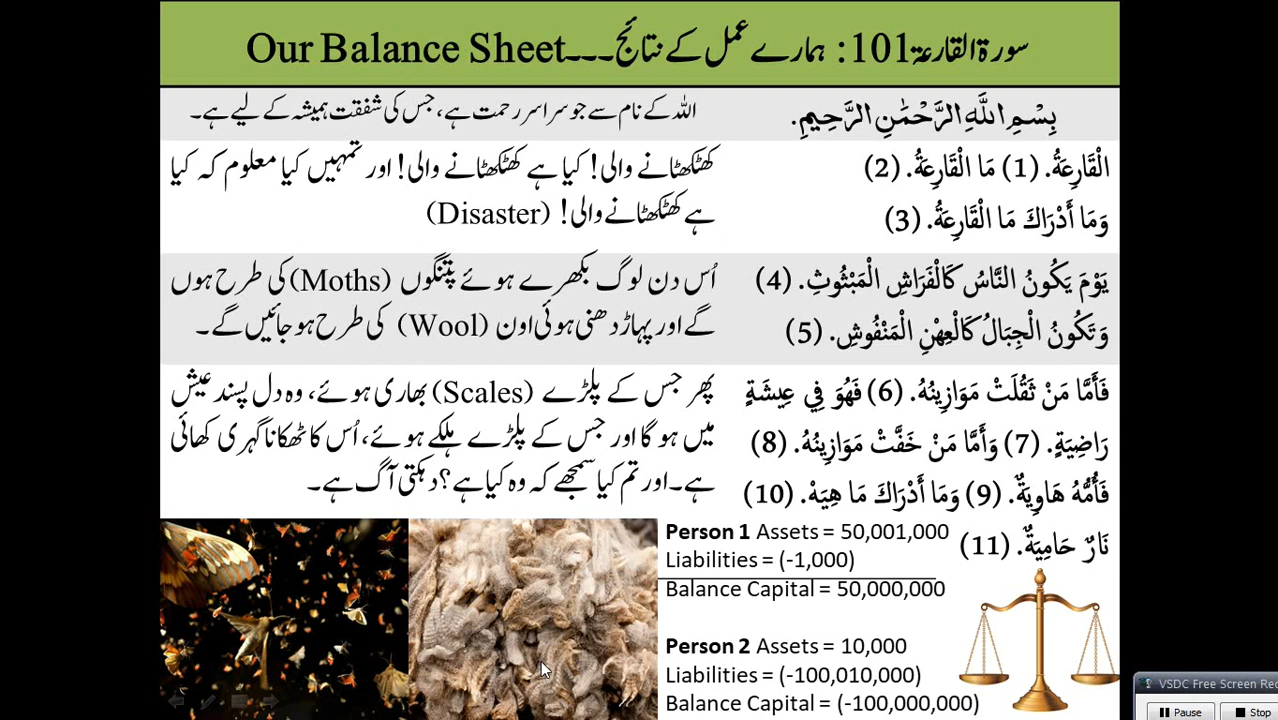 سورۃ القارعۃ 101: ہمارے عمل کے نتائج۔۔۔Our Balance Sheet
بِسْمِ اللَّهِ الرَّحْمَٰنِ الرَّحِيمِ.
اللہ کے نام سے جو سراسر رحمت ہے، جس کی شفقت ہمیشہ کے لیے ہے۔
الْقَارِعَةُ. (1) مَا الْقَارِعَةُ. (2)
وَمَا أَدْرَاكَ مَا الْقَارِعَةُ. (3)
کھٹکھٹانے والی! کیا ہے کھٹکھٹانے والی! اور تمہیں کیا معلوم کہ کیا
ہے کھٹکھٹانے والی! (Disaster)
يَوْمَ يَكُونُ النَّاسُ كَالْفَرَاشِ الْمَبْثُوثِ. (4)
وَتَكُونُ الْجِبَالُ كَالْعِهْنِ الْمَنْفُوشِ. (5)
اُس دن لوگ بکھرے ہوئے پتنگوں (Moths) کی طرح ہوں
گے اور پہاڑ دھنی ہوئی اون (Wool) کی طرح ہو جائیں گے۔
فَأَمَّا مَنْ ثَقُلَتْ مَوَازِينُهُ. (6) فَهُوَ فِي عِيشَةٍ
رَاضِيَةٍ. (7) وَأَمَّا مَنْ خَفَّتْ مَوَازِينُهُ. (8)
فَأُمُّهُ هَاوِيَةٌ. (9) وَمَا أَدْرَاكَ مَا هِيَهْ. (10)
نَارٌ حَامِيَةٌ. (11)
پھر جس کے پلڑے (Scales) بھاری ہوئے، وہ دل پسند عیش
میں ہو گا اور جس کے پلڑے ہلکے ہوئے، اُس کا ٹھکانا گہری کھائی
ہے۔ اور تم کیا سمجھے کہ وہ کیا ہے؟ دہکتی آگ ہے۔
Person 1 Assets = 50,001,000
Liabilities = (-1,000)
Balance Capital = 50,000,000
Person 2 Assets = 10,000
Liabilities = (-100,010,000)
Balance Capital = (-100,000,000)
VSDC Free Screen Rec
Pause
Stop